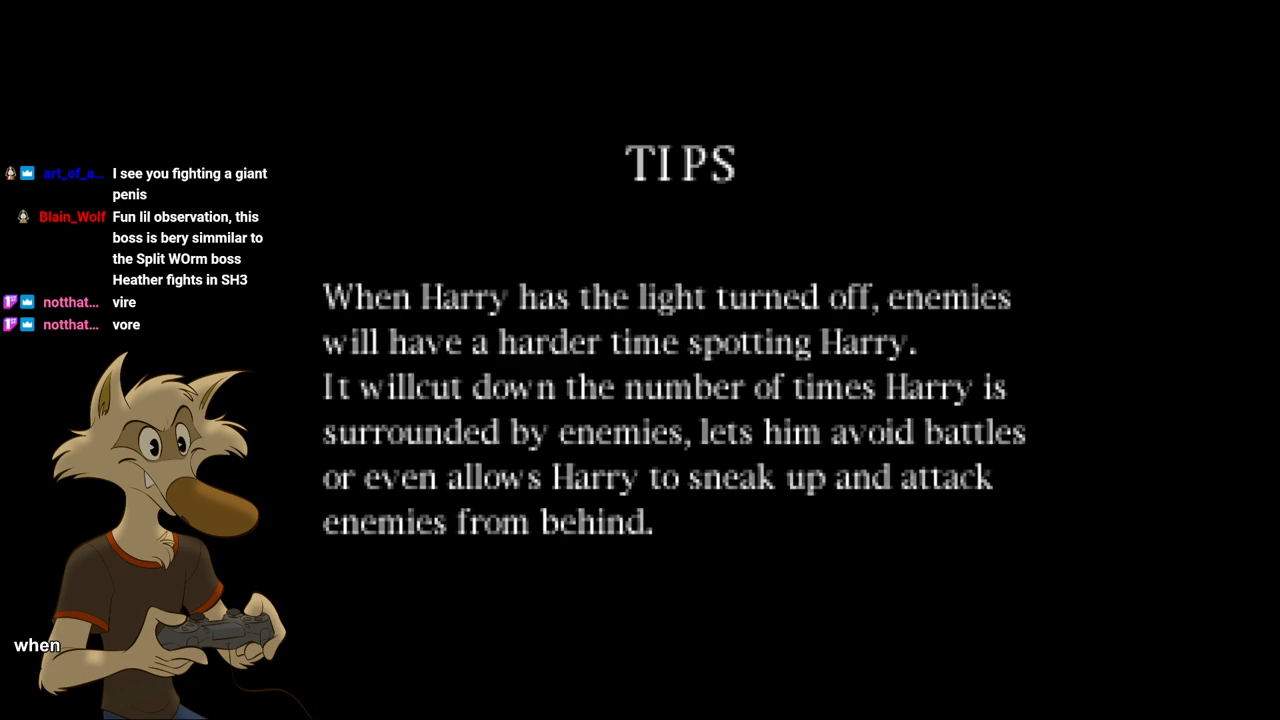 TIPS
art_of_a... I see you fighting a giant
penis
Blain_Wolf Fun lil observation, this
boss is bery simmilar to
the Split WOrm boss
Heather fights in SH3
notthat... vire
notthat... vore
When Harry has the light turned off, enemies
will have a harder time spotting Harry.
It willcut down the number of times Harry is
surrounded by enemies, lets him avoid battles
or even allows Harry to sneak up and attack
enemies from behind.
when